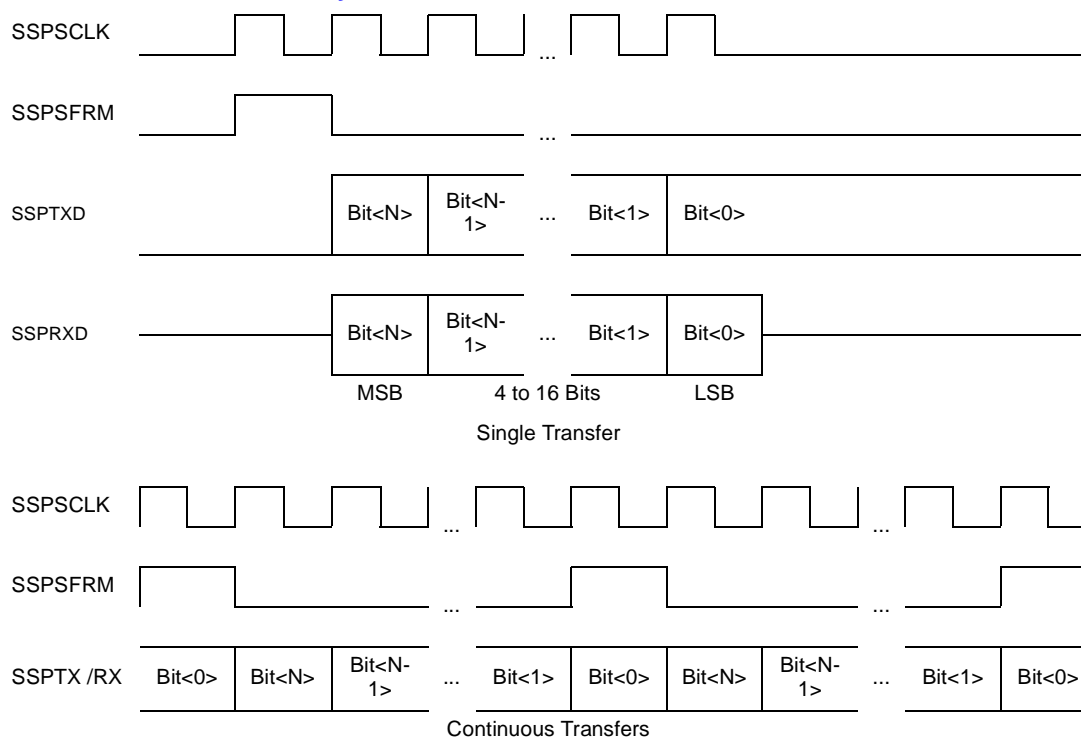 SSPSCLK
...
SSPSFRM
...
SSPTXD
Bit<N>
Bit<N-
1>
...
Bit<1>
Bit<0>
SSPRXD
Bit<N>
Bit<N-
1>
...
Bit<1>
Bit<0>
MSB
4 to 16 Bits
LSB
Single Transfer
SSPSCLK
...
...
SSPSFRM
...
...
SSPTX /RX
Bit<0>
Bit<N>
Bit<N-
1>
...
Bit<1>
Bit<0>
Bit<N>
Bit<N-
1>
...
Bit<1>
Bit<0>
Continuous Transfers